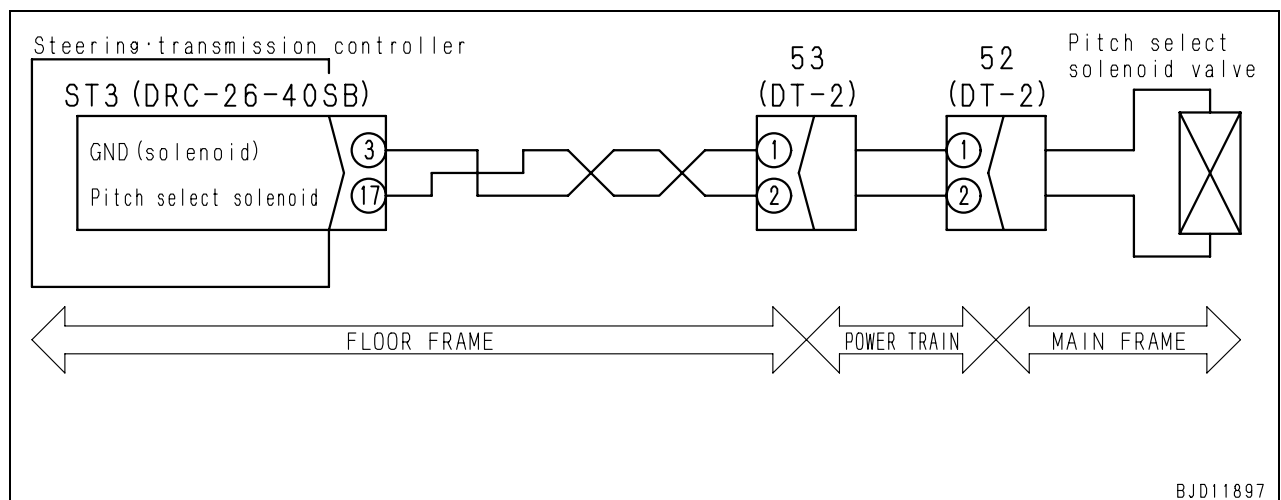 Steering·transmission controller
ST3 (DRC-26-40SB)
GND (solenoid)
3
Pitch select solenoid
17
53
(DT-2)
1
2
52
(DT-2)
1
2
Pitch select
solenoid valve
FLOOR FRAME
POWER TRAIN
MAIN FRAME
BJD11897